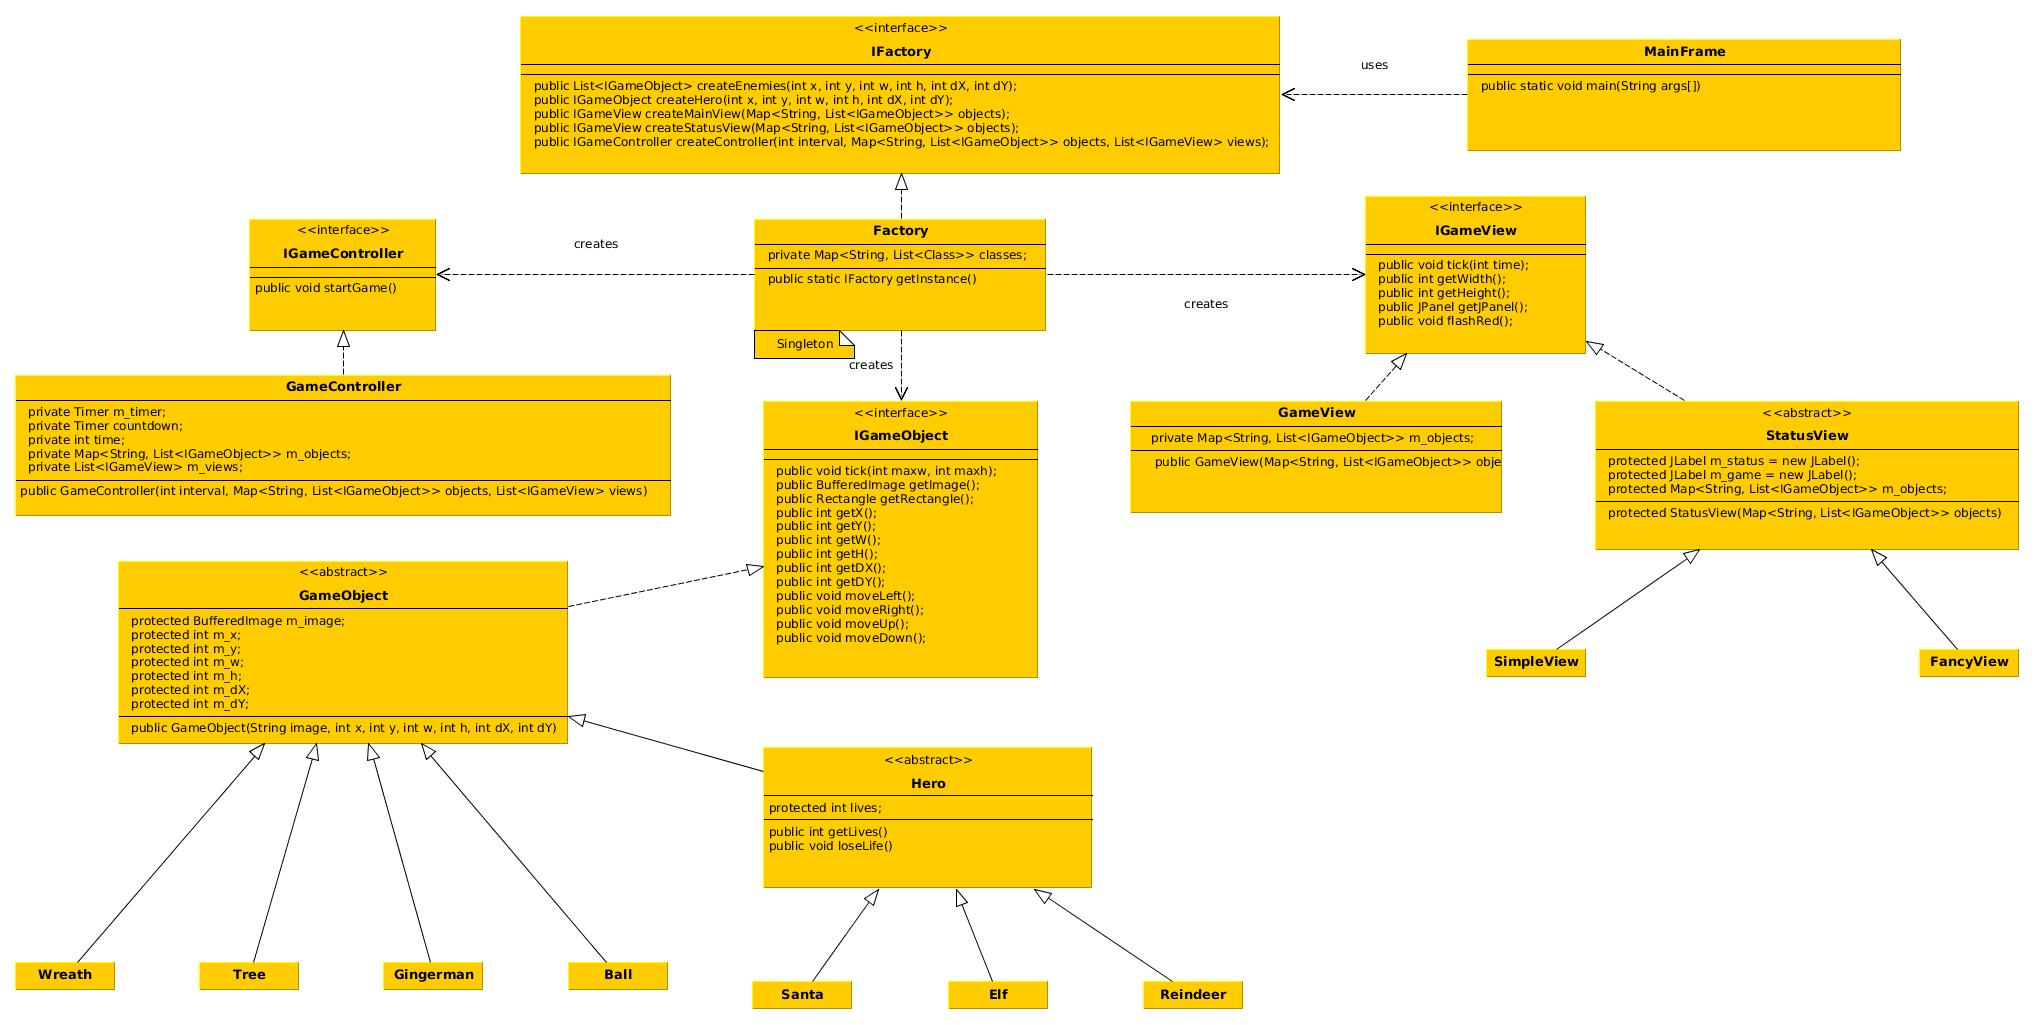 <<interface>>
IFactory
public List<IGameObject> createEnemies(int x, int y, int w, int h, int dX, int dY);
public IGameObject createHero(int x, int y, int w, int h, int dX, int dY);
public IGameView createMainView(Map<String, List<IGameObject>> objects);
public IGameView createStatusView(Map<String, List<IGameObject>> objects);
public IGameController createController(int interval, Map<String, List<IGameObject>> objects, List<IGameView> views);
uses
MainFrame
public static void main(String args[])
<<interface>>
IGameController
public void startGame()
creates
Factory
private Map<String, List<Class>> classes;
public static IFactory getInstance()
Singleton
creates
creates
<<interface>>
IGameView
public void tick(int time);
public int getWidth();
public int getHeight();
public JPanel getJPanel();
public void flashRed();
GameController
private Timer m_timer;
private Timer countdown;
private int time;
private Map<String, List<IGameObject>> m_objects;
private List<IGameView> m_views;
public GameController(int interval, Map<String, List<IGameObject>> objects, List<IGameView> views)
<<interface>>
IGameObject
public void tick(int maxw, int maxh);
public BufferedImage getImage();
public Rectangle getRectangle();
public int getX();
public int getY();
public int getW();
public int getH();
public int getDX();
public int getDY();
public void moveLeft();
public void moveRight();
public void moveUp();
public void moveDown();
GameView
private Map<String, List<IGameObject>> m_objects;
public GameView(Map<String, List<IGameObject>> obje
<<abstract>>
StatusView
protected JLabel m_status = new JLabel();
protected JLabel m_game = new JLabel();
protected Map<String, List<IGameObject>> m_objects;
protected StatusView(Map<String, List<IGameObject>> objects)
<<abstract>>
GameObject
protected BufferedImage m_image;
protected int m_x;
protected int m_y;
protected int m_w;
protected int m_h;
protected int m_dX;
protected int m_dY;
public GameObject(String image, int x, int y, int w, int h, int dX, int dY)
SimpleView
FancyView
<<abstract>>
Hero
protected int lives;
public int getLives()
public void loseLife()
Wreath
Tree
Gingerman
Ball
Santa
Elf
Reindeer